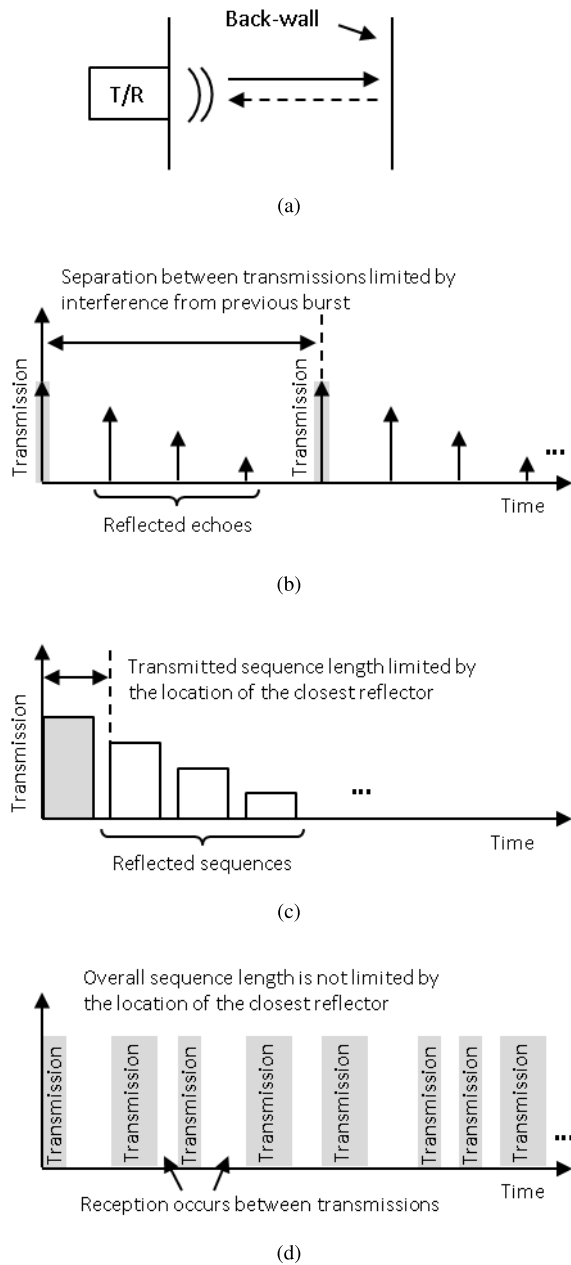 Back-wall
T/R
(a)
Separation between transmissions limited by
interference from previous burst
Transmission
Transmission
...
Reflected echoes
Time
(b)
Transmitted sequence length limited by
the location of the closest reflector
Transmission
...
Reflected sequences
Time
(c)
Overall sequence length is not limited by
the location of the closest reflector
Transmission
Transmission
Transmission
Transmission
Transmission
Transmission
Transmission
Transmission
...
Reception occurs between transmissions
Time
(d)